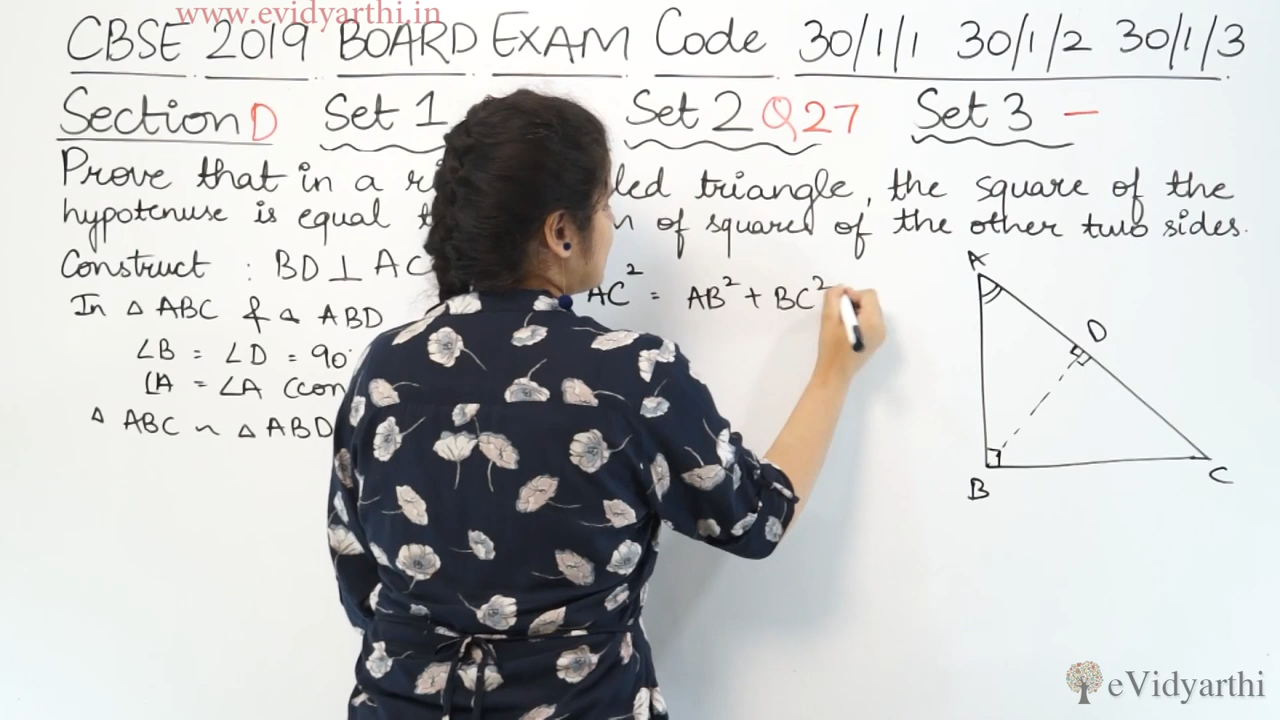 www.evidyarthi.in
CBSE 2019 BOARD EXAM Code 30/1/1 30/1/2 30/1/3
Section D Set 1 Set 2 Q27 Set 3 -
Prove that in a triangle, the square of the
hypotenuse is equal of squares of the other two sides.
Construct : BD ⊥ AC
AC² = AB² + BC²
In △ ABC & △ ABD
∠B = ∠D = 90°
∠A = ∠A
△ ABC ~ △ ABD
A
D
B
C
eVidyarthi